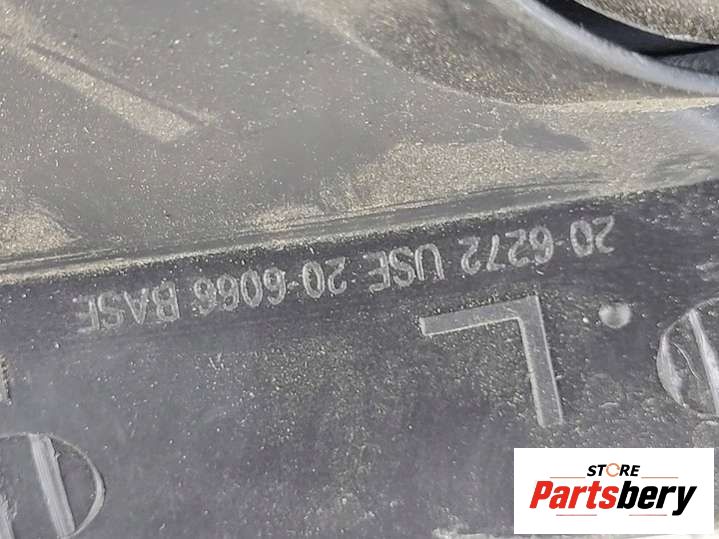 20-6272 USE 20-6066 BASE
L
STORE
Partsbery